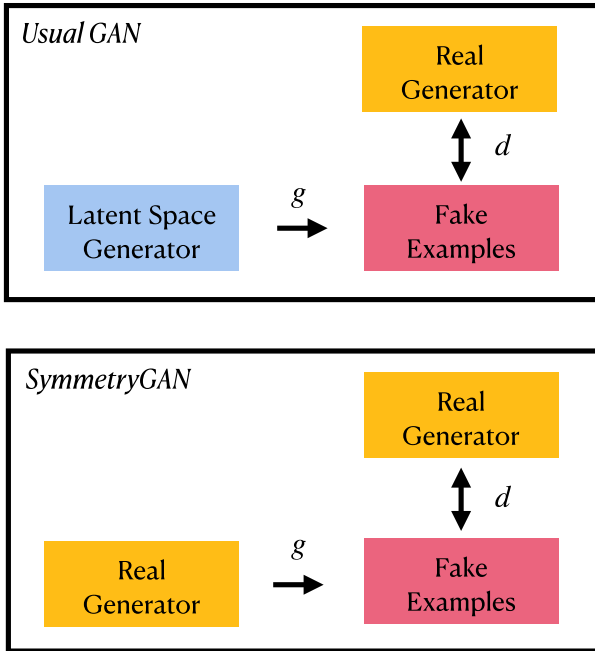 Usual GAN
Real
Generator
d
g
Latent Space
Generator
Fake
Examples
SymmetryGAN
Real
Generator
d
g
Real
Generator
Fake
Examples